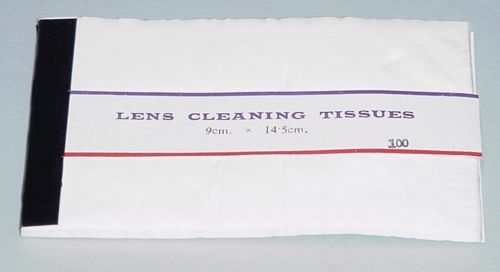 LENS CLEANING TISSUES
9cm. × 14·5cm.
100